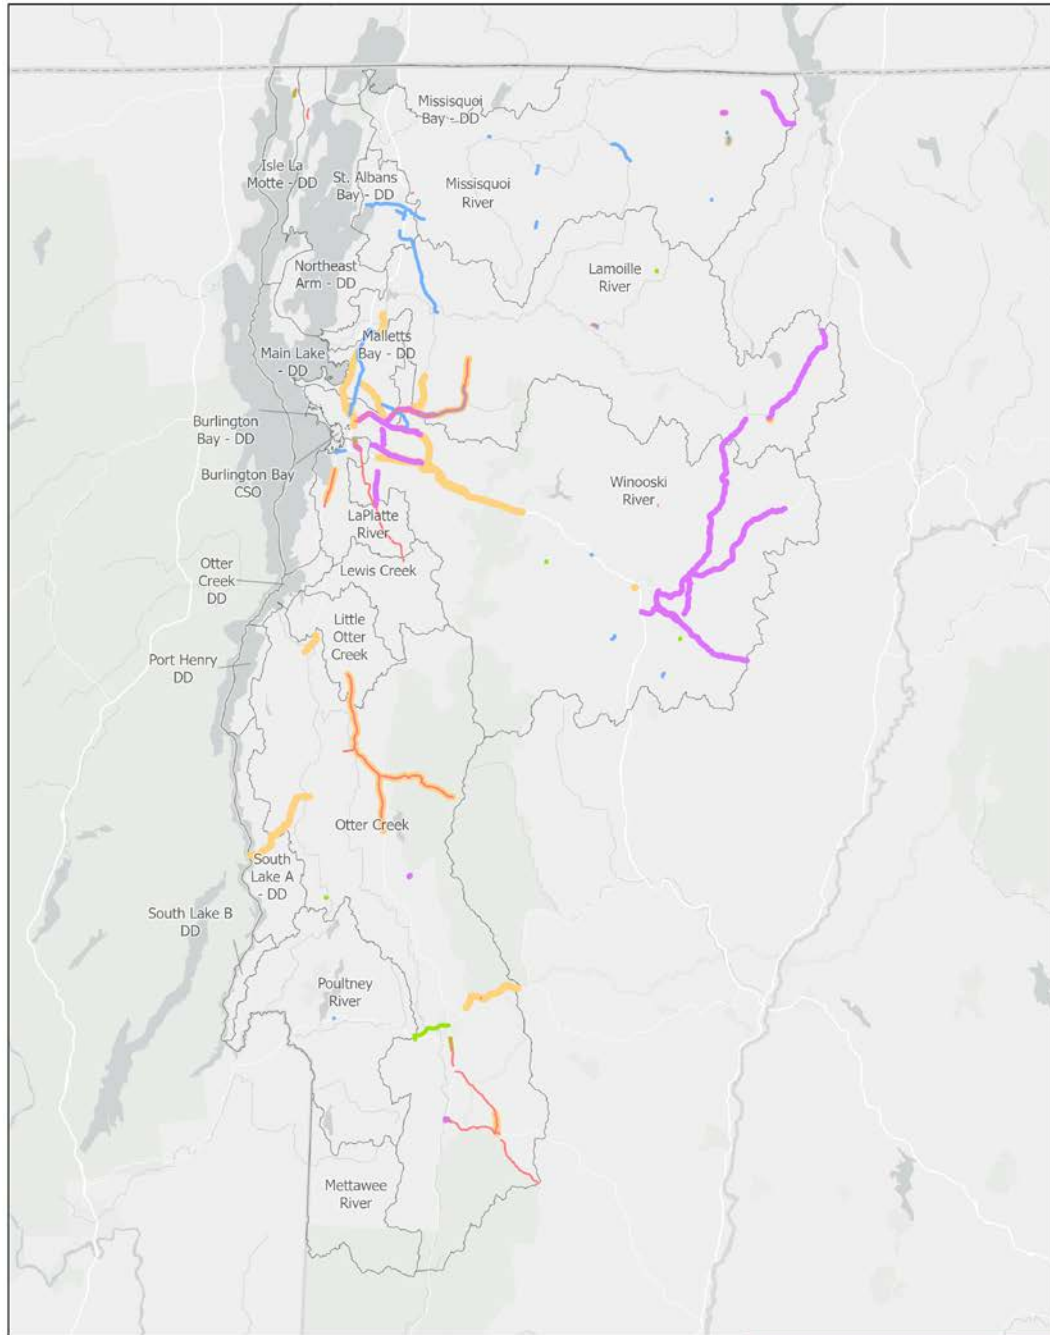 Missisquoi
Bay - DD
Isle La
Motte - DD
St. Albans
Bay - DD
Missisquoi
River
Northeast
Arm - DD
Lamoille
River
Malletts
Bay - DD
Main Lake
- DD
Burlington
Bay - DD
Burlington Bay
CSO
Winooski
River
LaPlatte
River
Otter
Creek
DD
Lewis Creek
Little
Otter
Creek
Port Henry
DD
Otter Creek
South
Lake A
- DD
South Lake B
DD
Poultney
River
Mettawee
River